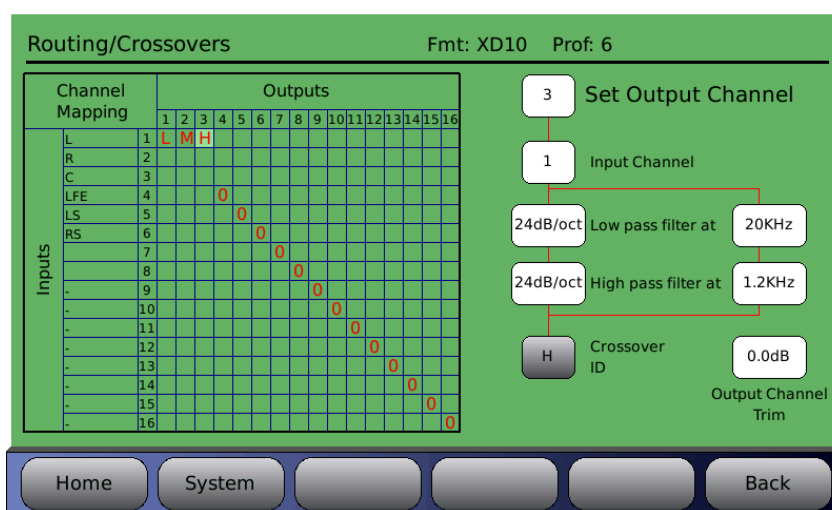 Routing/Crossovers Fmt: XD10 Prof: 6
Channel Mapping Outputs
1 2 3 4 5 6 7 8 9 10 11 12 13 14 15 16
Inputs
L 1 L M H
R 2
C 3
LFE 4 0
LS 5 0
RS 6 0
7 0
8 0
- 9 0
- 10 0
- 11 0
- 12 0
- 13 0
- 14 0
- 15 0
- 16 0
3 Set Output Channel
1 Input Channel
24dB/oct Low pass filter at 20KHz
24dB/oct High pass filter at 1.2KHz
H Crossover ID 0.0dB
Output Channel Trim
Home System Back